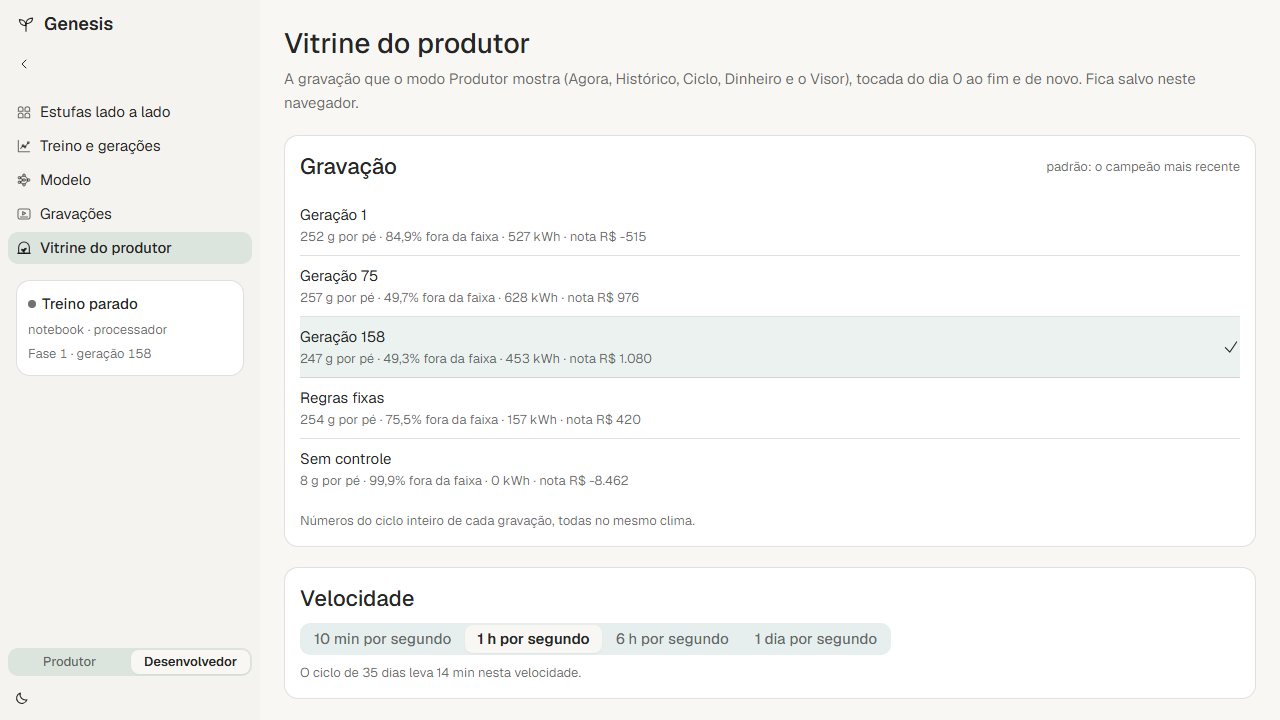 Genesis
Estufas lado a lado
Treino e gerações
Modelo
Gravações
Vitrine do produtor
Treino parado
notebook · processador
Fase 1 · geração 158
Produtor
Desenvolvedor
Vitrine do produtor
A gravação que o modo Produtor mostra (Agora, Histórico, Ciclo, Dinheiro e o Visor), tocada do dia 0 ao fim e de novo. Fica salvo neste
navegador.
Gravação
padrão: o campeão mais recente
Geração 1
252 g por pé · 84,9% fora da faixa · 527 kWh · nota R$ -515
Geração 75
257 g por pé · 49,7% fora da faixa · 628 kWh · nota R$ 976
Geração 158
247 g por pé · 49,3% fora da faixa · 453 kWh · nota R$ 1.080
Regras fixas
254 g por pé · 75,5% fora da faixa · 157 kWh · nota R$ 420
Sem controle
8 g por pé · 99,9% fora da faixa · 0 kWh · nota R$ -8.462
Números do ciclo inteiro de cada gravação, todas no mesmo clima.
Velocidade
10 min por segundo
1 h por segundo
6 h por segundo
1 dia por segundo
O ciclo de 35 dias leva 14 min nesta velocidade.